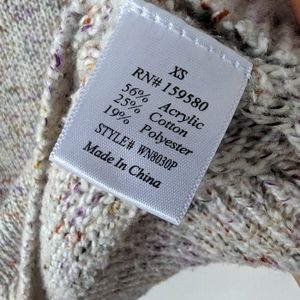 XS
RN# 159580
56% Acrylic
25% Cotton
19% Polyester
STYLE# WN8030P
Made In China